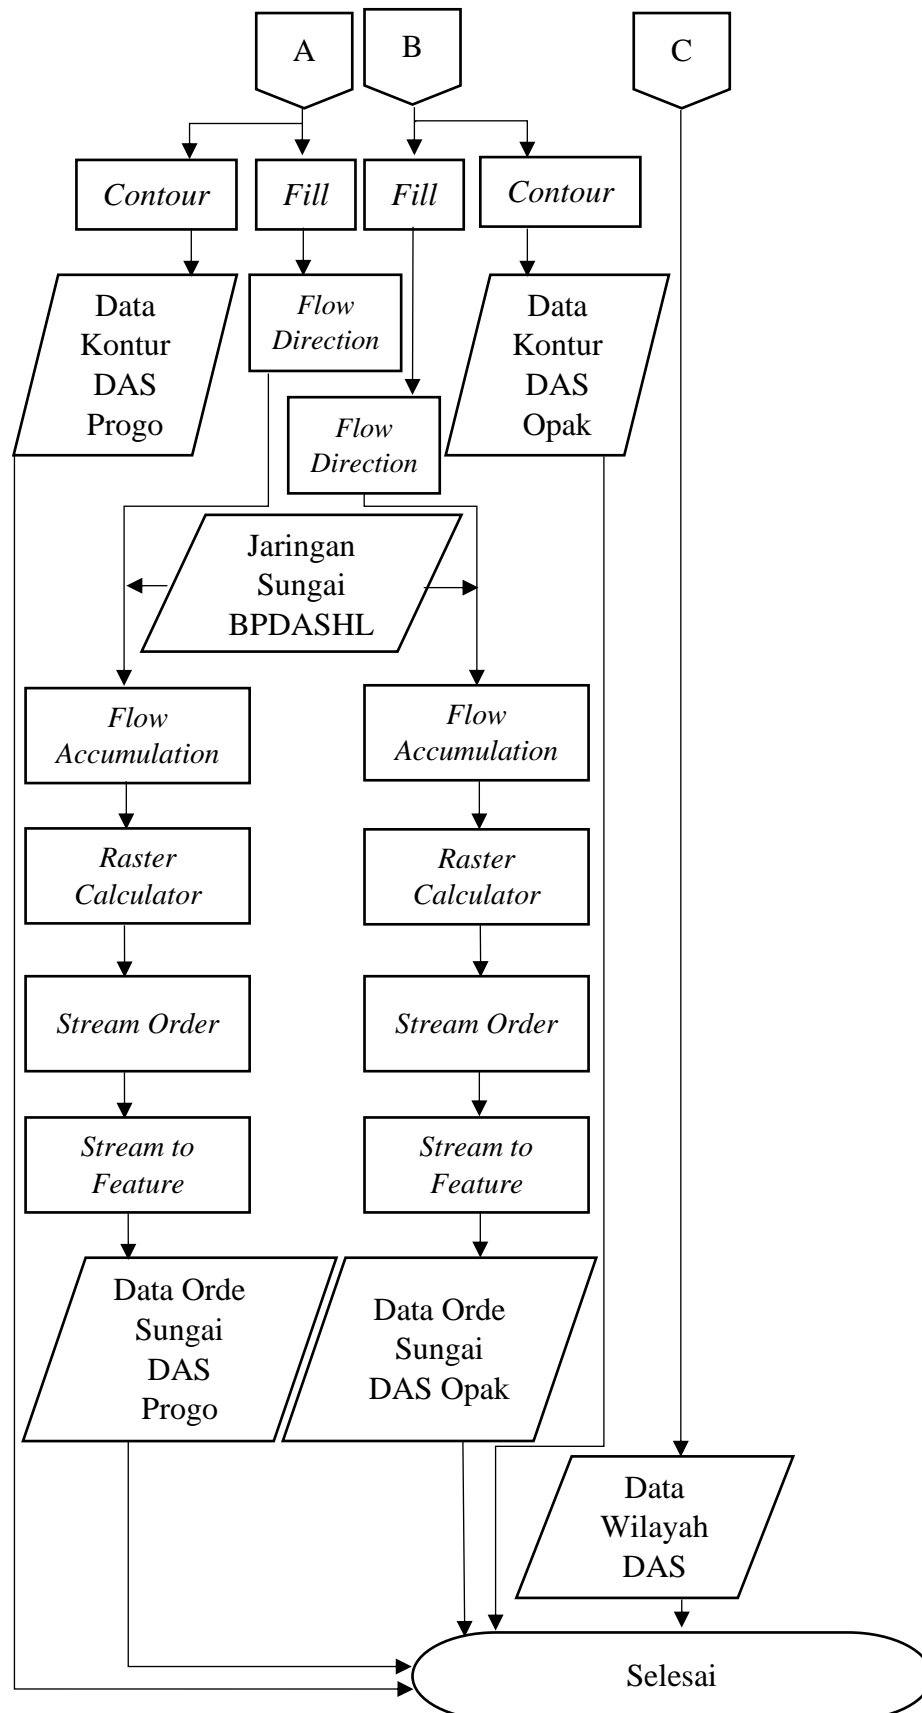 A
B
C
Contour
Fill
Fill
Contour
Data
Kontur
DAS
Progo
Flow
Direction
Data
Kontur
DAS
Opak
Flow
Direction
Jaringan
Sungai
BPDASHL
Flow
Accumulation
Flow
Accumulation
Raster
Calculator
Raster
Calculator
Stream Order
Stream Order
Stream to
Feature
Stream to
Feature
Data Orde
Sungai
DAS
Progo
Data Orde
Sungai
DAS Opak
Data
Wilayah
DAS
Selesai